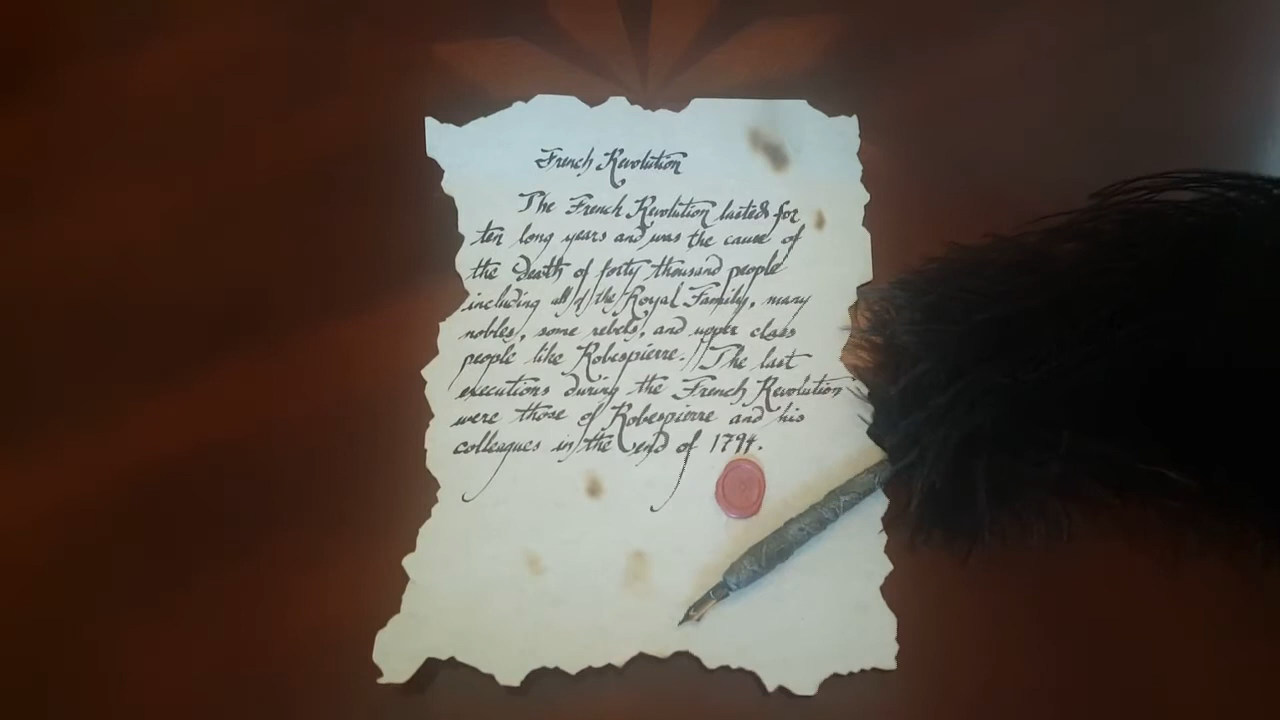 French Revolution
The French Revolution lasted for
ten long years and was the cause of
the Death of forty thousand people
including all of the Royal Family, many
nobles, some rebels, and upper class
people like Robespierre. The last
executions during the French Revolution
were those of Robespierre and his
colleagues in the end of 1794.